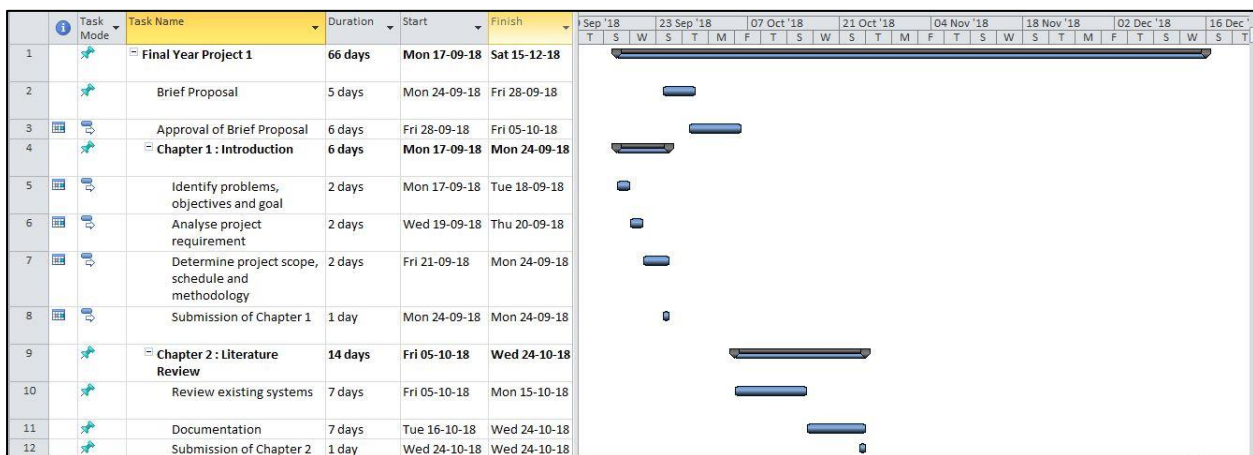 Task Mode Task Name Duration Start Finish Sep '18 23 Sep '18 07 Oct '18 21 Oct '18 04 Nov '18 18 Nov '18 02 Dec '18 16 Dec '
T S W S T M F T S W S T M F T S W S T M F T S W S T
1 Final Year Project 1 66 days Mon 17-09-18 Sat 15-12-18
2 Brief Proposal 5 days Mon 24-09-18 Fri 28-09-18
3 Approval of Brief Proposal 6 days Fri 28-09-18 Fri 05-10-18
4 Chapter 1 : Introduction 6 days Mon 17-09-18 Mon 24-09-18
5 Identify problems, 2 days Mon 17-09-18 Tue 18-09-18
objectives and goal
6 Analyse project 2 days Wed 19-09-18 Thu 20-09-18
requirement
7 Determine project scope, 2 days Fri 21-09-18 Mon 24-09-18
schedule and
methodology
8 Submission of Chapter 1 1 day Mon 24-09-18 Mon 24-09-18
9 Chapter 2 : Literature 14 days Fri 05-10-18 Wed 24-10-18
Review
10 Review existing systems 7 days Fri 05-10-18 Mon 15-10-18
11 Documentation 7 days Tue 16-10-18 Wed 24-10-18
12 Submission of Chapter 2 1 day Wed 24-10-18 Wed 24-10-18